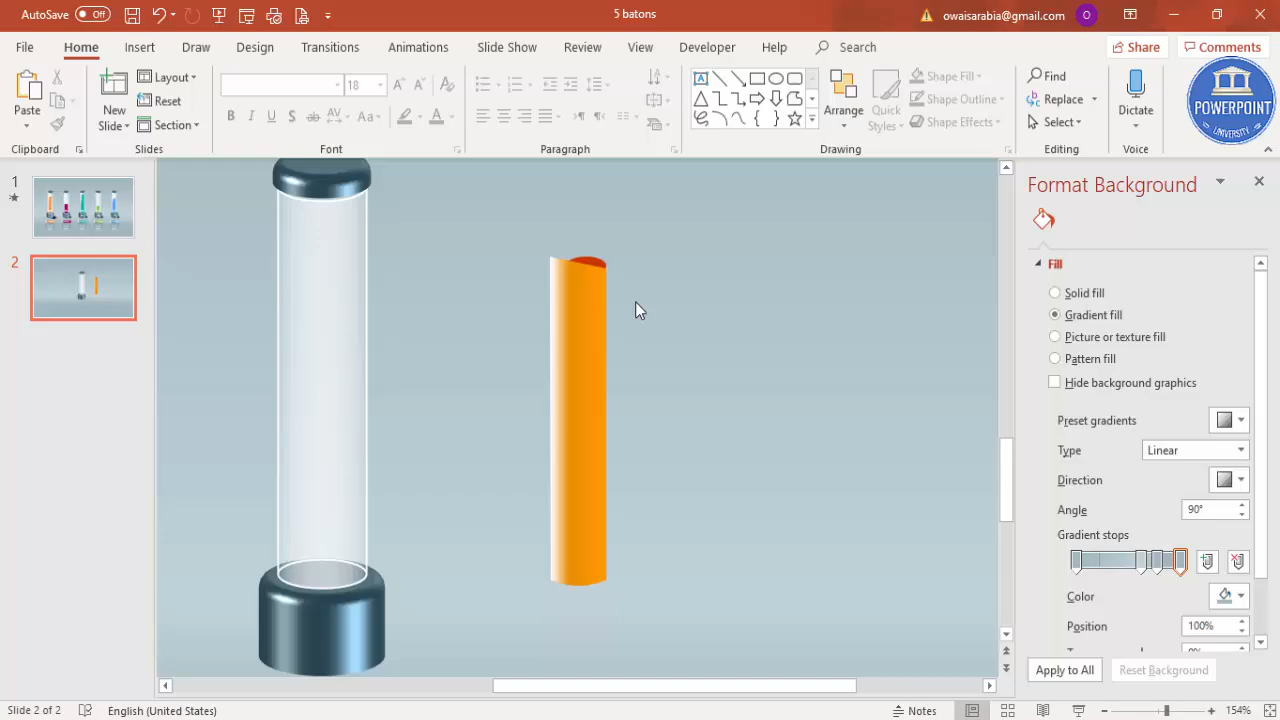 AutoSave Off 5 batons owaisarabia@gmail.com O
File Home Insert Draw Design Transitions Animations Slide Show Review View Developer Help Search Share Comments
Paste
Clipboard
New Slide
Layout
Reset
Section
Slides
18
B I U S ab AV Aa A
Font
Paragraph
Arrange
Quick Styles
Shape Fill
Shape Outline
Shape Effects
Drawing
Find
Replace
Select
Editing
Dictate
Voice
POWERPOINT
UNIVERSITY
1
2
Format Background
Fill
Solid fill
Gradient fill
Picture or texture fill
Pattern fill
Hide background graphics
Preset gradients
Type Linear
Direction
Angle 90°
Gradient stops
Color
Position 100%
Apply to All Reset Background
Slide 2 of 2 English (United States) Notes 154%